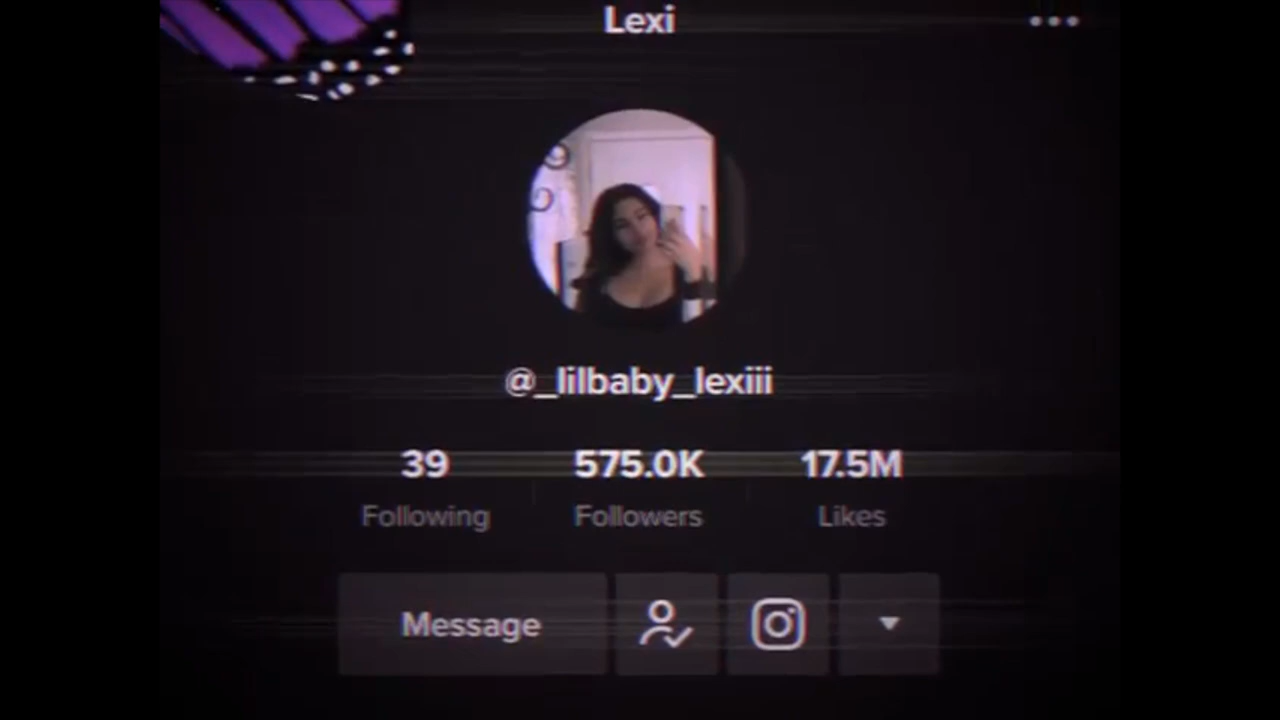 Lexi
@_lilbaby_lexiii
39 575.0K 17.5M
Following Followers Likes
Message